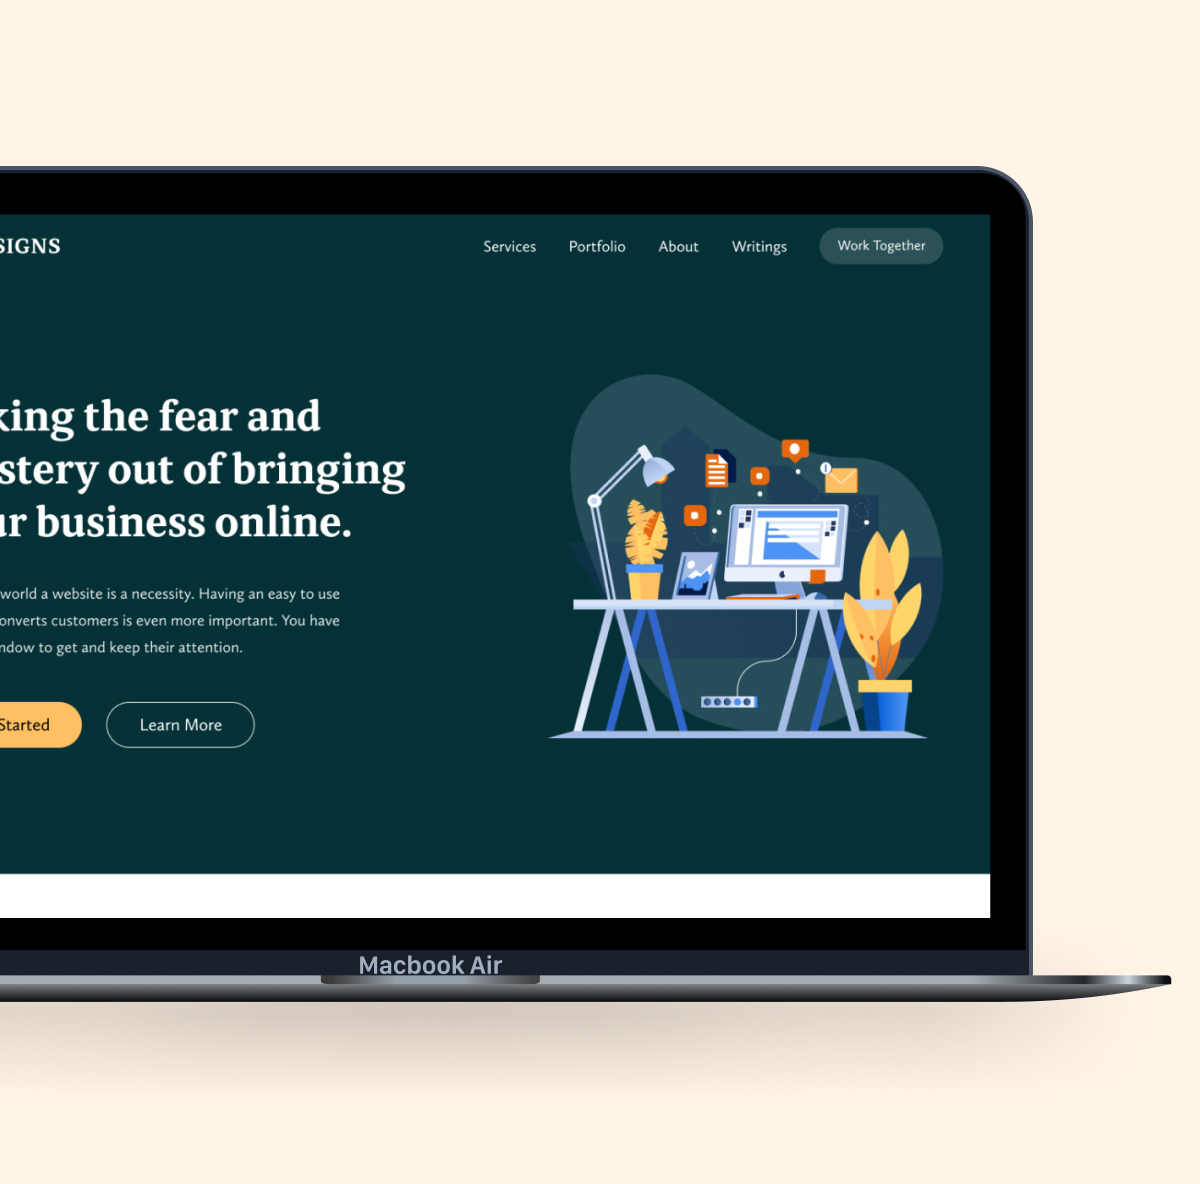 SIGNS
Services Portfolio About Writings Work Together
king the fear and
stery out of bringing
ur business online.
world a website is a necessity. Having an easy to use
onverts customers is even more important. You have
ndow to get and keep their attention.
Started Learn More
Macbook Air